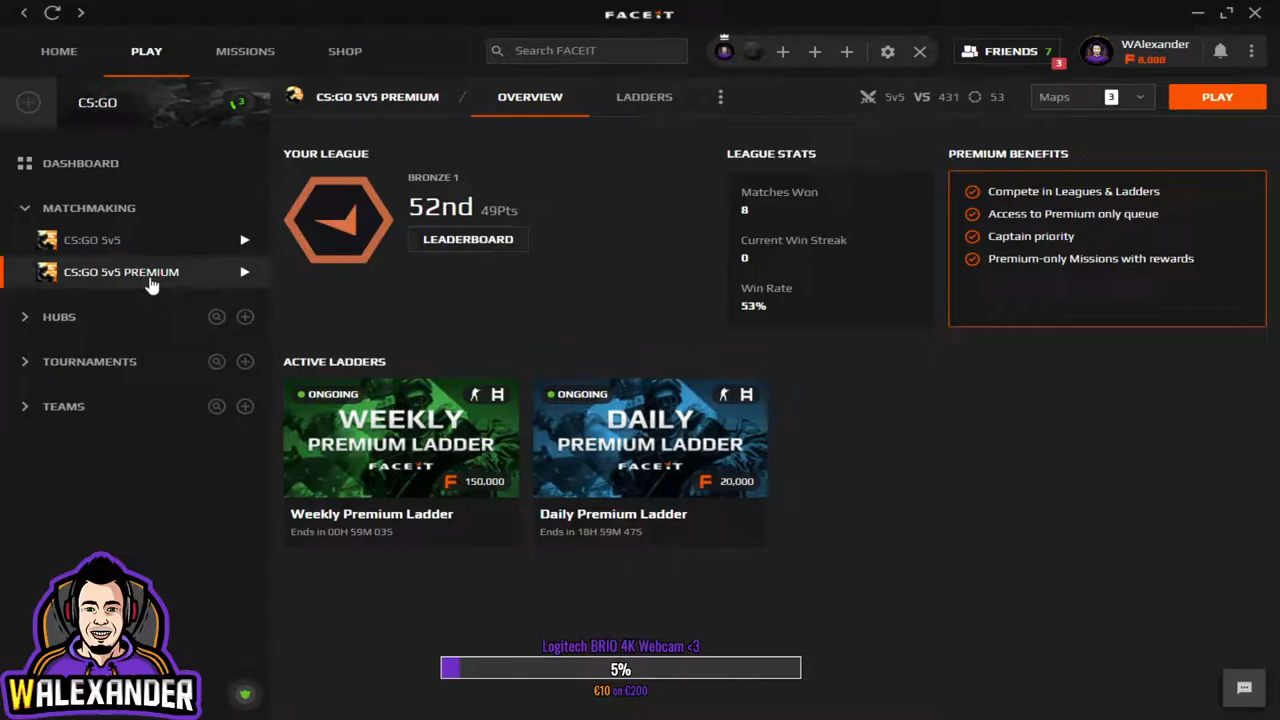 FACEIT
HOME PLAY MISSIONS SHOP
Search FACEIT
FRIENDS 7
3
WAlexander
8,000
CS:GO
3
CS:GO 5V5 PREMIUM / OVERVIEW LADDERS
5v5 VS 431 53
Maps 3
PLAY
DASHBOARD
MATCHMAKING
CS:GO 5v5
CS:GO 5v5 PREMIUM
HUBS
TOURNAMENTS
TEAMS
YOUR LEAGUE
BRONZE 1
52nd 49Pts
LEADERBOARD
LEAGUE STATS
Matches Won
8
Current Win Streak
0
Win Rate
53%
PREMIUM BENEFITS
Compete in Leagues & Ladders
Access to Premium only queue
Captain priority
Premium-only Missions with rewards
ACTIVE LADDERS
ONGOING
WEEKLY
PREMIUM LADDER
FACEIT
150,000
Weekly Premium Ladder
Ends in 00H 59M 03S
ONGOING
DAILY
PREMIUM LADDER
FACEIT
20,000
Daily Premium Ladder
Ends in 18H 59M 47S
Logitech BRIO 4K Webcam <3
5%
€10 on €200
WALEXANDER